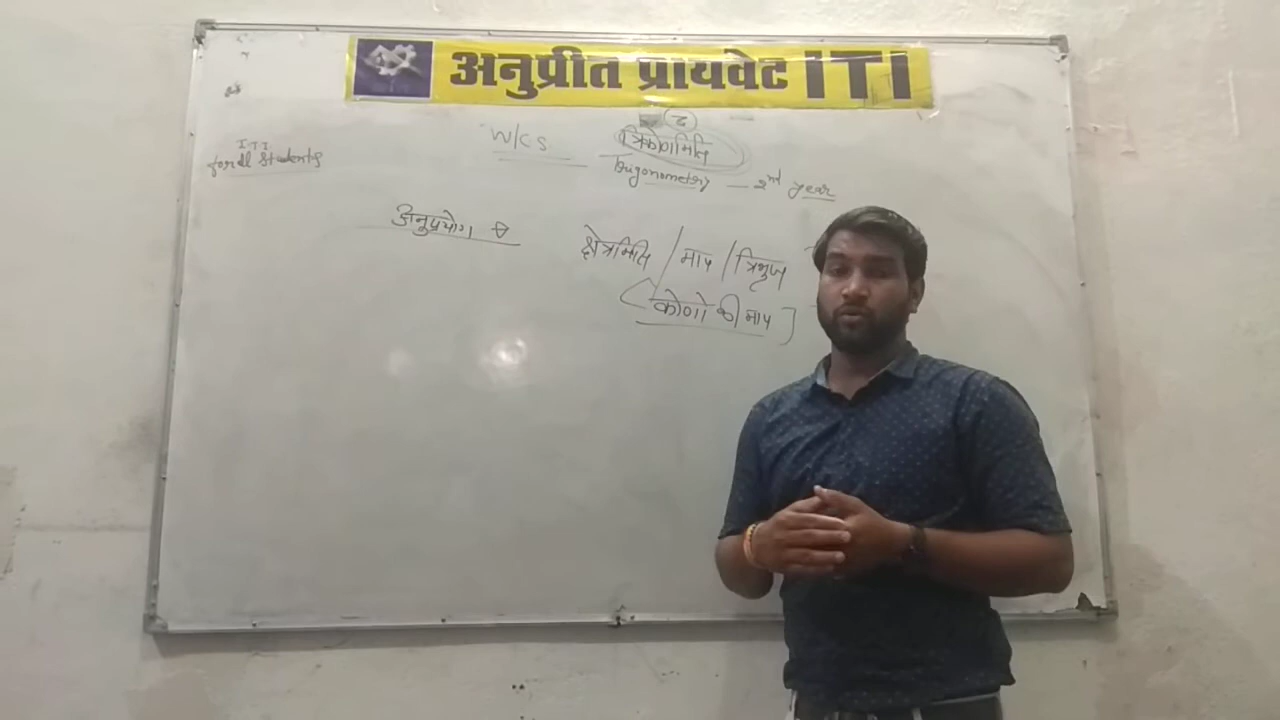 अनुप्रीत प्रायवेट ITI
W/CS त्रिकोणमिति
Trigonometry — 2nd year
ITI
for all Students
अनुप्रयोग
क्षेत्रमिति / माप / त्रिभुज
[कोणो की माप]